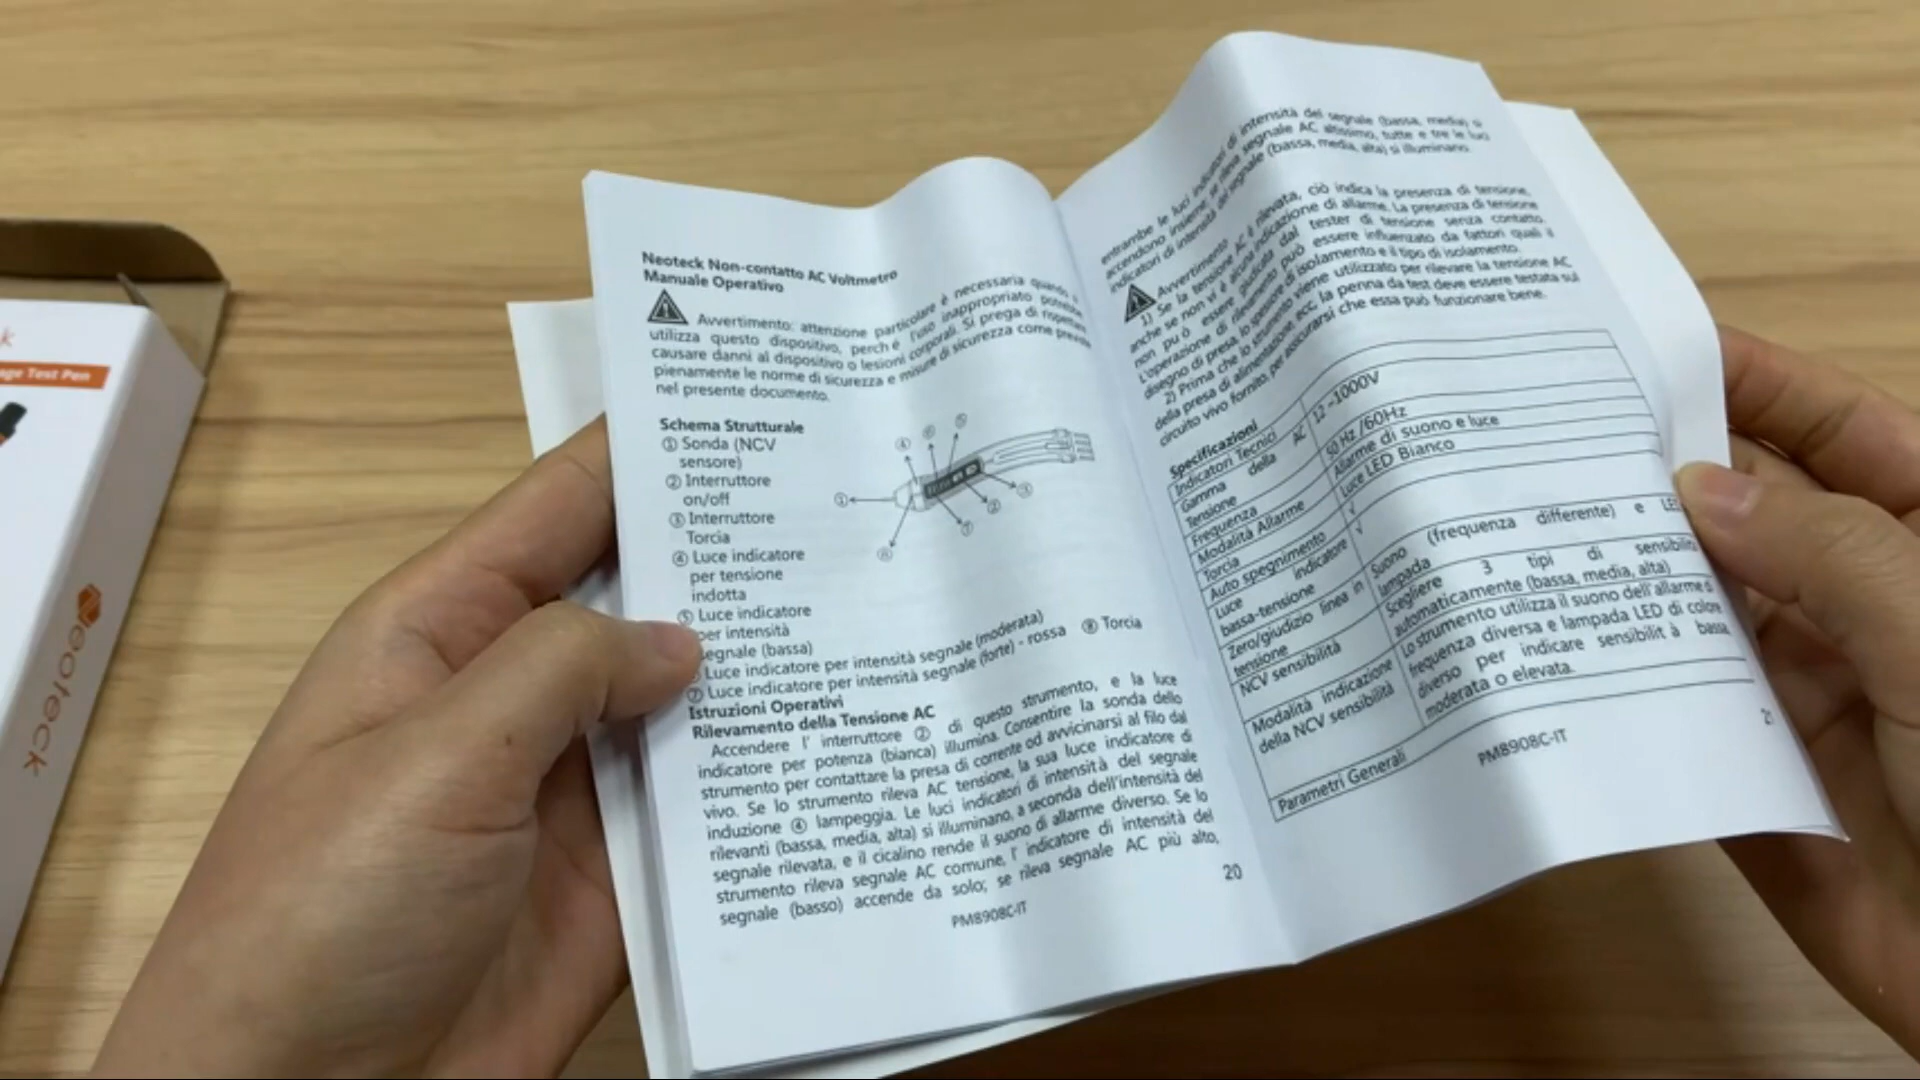 k
age Test Pen
Neoteck
Neoteck Non-contatto AC Voltmetro
Manuale Operativo
Avvertimento: attenzione particolare è necessaria quando si
utilizza questo dispositivo, perch é l'uso inappropriato potrebbe
causare danni al dispositivo o lesioni corporali. Si prega di rispettare
pienamente le norme di sicurezza e misure di sicurezza come previste
nel presente documento.
Schema Strutturale
① Sonda (NCV
sensore)
② Interruttore
on/off
③ Interruttore
Torcia
④ Luce indicatore
per tensione
indotta
⑤ Luce indicatore
per intensità
segnale (bassa)
④ ⑥ ⑤
① ③
②
⑦
⑧
Luce indicatore per intensità segnale (moderata)
⑦ Luce indicatore per intensità segnale (forte) - rossa ⑧ Torcia
Istruzioni Operativi
Rilevamento della Tensione AC
Accendere l' interruttore ② di questo strumento, e la luce
indicatore per potenza (bianca) illumina. Consentire la sonda dello
strumento per contattare la presa di corrente od avvicinarsi al filo dal
vivo. Se lo strumento rileva AC tensione, la sua luce indicatore di
induzione ④ lampeggia. Le luci indicatori di intensità del segnale
rilevanti (bassa, media, alta) si illuminano, a seconda dell'intensità del
segnale rilevata, e il cicalino rende il suono di allarme diverso. Se lo
strumento rileva segnale AC comune, l' indicatore di intensità del
segnale (basso) accende da solo; se rileva segnale AC più alto,
20
PM8908C-IT
entrambe le luci indicatori di intensità del segnale (bassa, media) si
accendono insieme; se rileva segnale AC altissimo, tutte e tre le luci
indicatori di intensità del segnale (bassa, media, alta) si illuminano.
Avvertimento
1) Se la tensione AC è rilevata, ciò indica la presenza di tensione,
anche se non vi è alcuna indicazione di allarme. La presenza di tensione
non può essere giudicata dal tester di tensione senza contatto.
L'operazione di rilevamento può essere influenzato da fattori quali il
disegno di presa, lo spessore di isolamento e il tipo di isolamento.
2) Prima che lo strumento viene utilizzato per rilevare la tensione AC
della presa di alimentazione, ecc, la penna da test deve essere testata sul
circuito vivo fornito, per assicurarsi che essa può funzionare bene.
Specificazioni
Indicatori Tecnici
Gamma della AC
Tensione
12 ~1000V
Frequenza
50 Hz /60Hz
Modalità Allarme
Allarme di suono e luce
Torcia
Luce LED Bianco
Auto spegnimento
√
Luce indicatore
bassa-tensione
√
Zero/giudizio linea in
tensione
Suono (frequenza differente) e LED
lampada
NCV sensibilità
Scegliere 3 tipi di sensibilità
automaticamente (bassa, media, alta)
Modalità indicazione
della NCV sensibilità
Lo strumento utilizza il suono dell'allarme di
frequenza diversa e lampada LED di colore
diverso per indicare sensibilit à bassa,
moderata o elevata.
Parametri Generali
PM8908C-IT
21